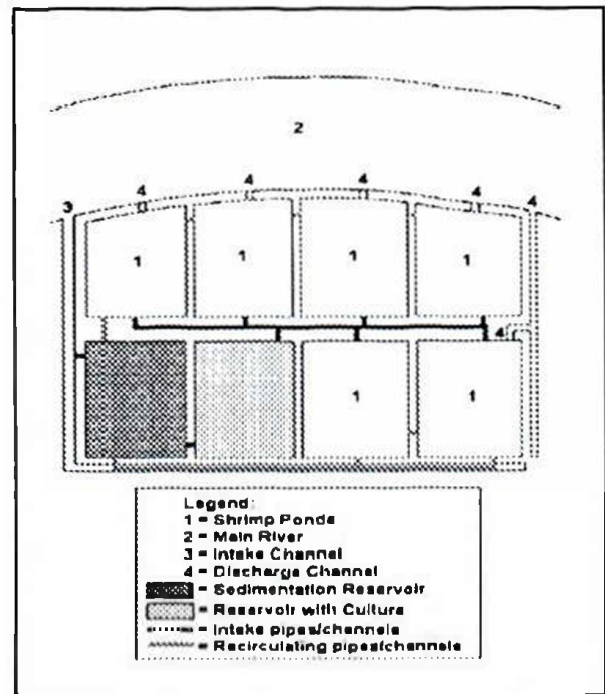 2
4
4
4
4
4
3
1
1
1
1
4
1
1
Legend:
1 = Shrimp Ponds
2 = Main River
3 = Intake Channel
4 = Discharge Channel
= Sedimentation Reservoir
= Reservoir with Culture
= Intake pipes/channels
= Recirculating pipes/channels